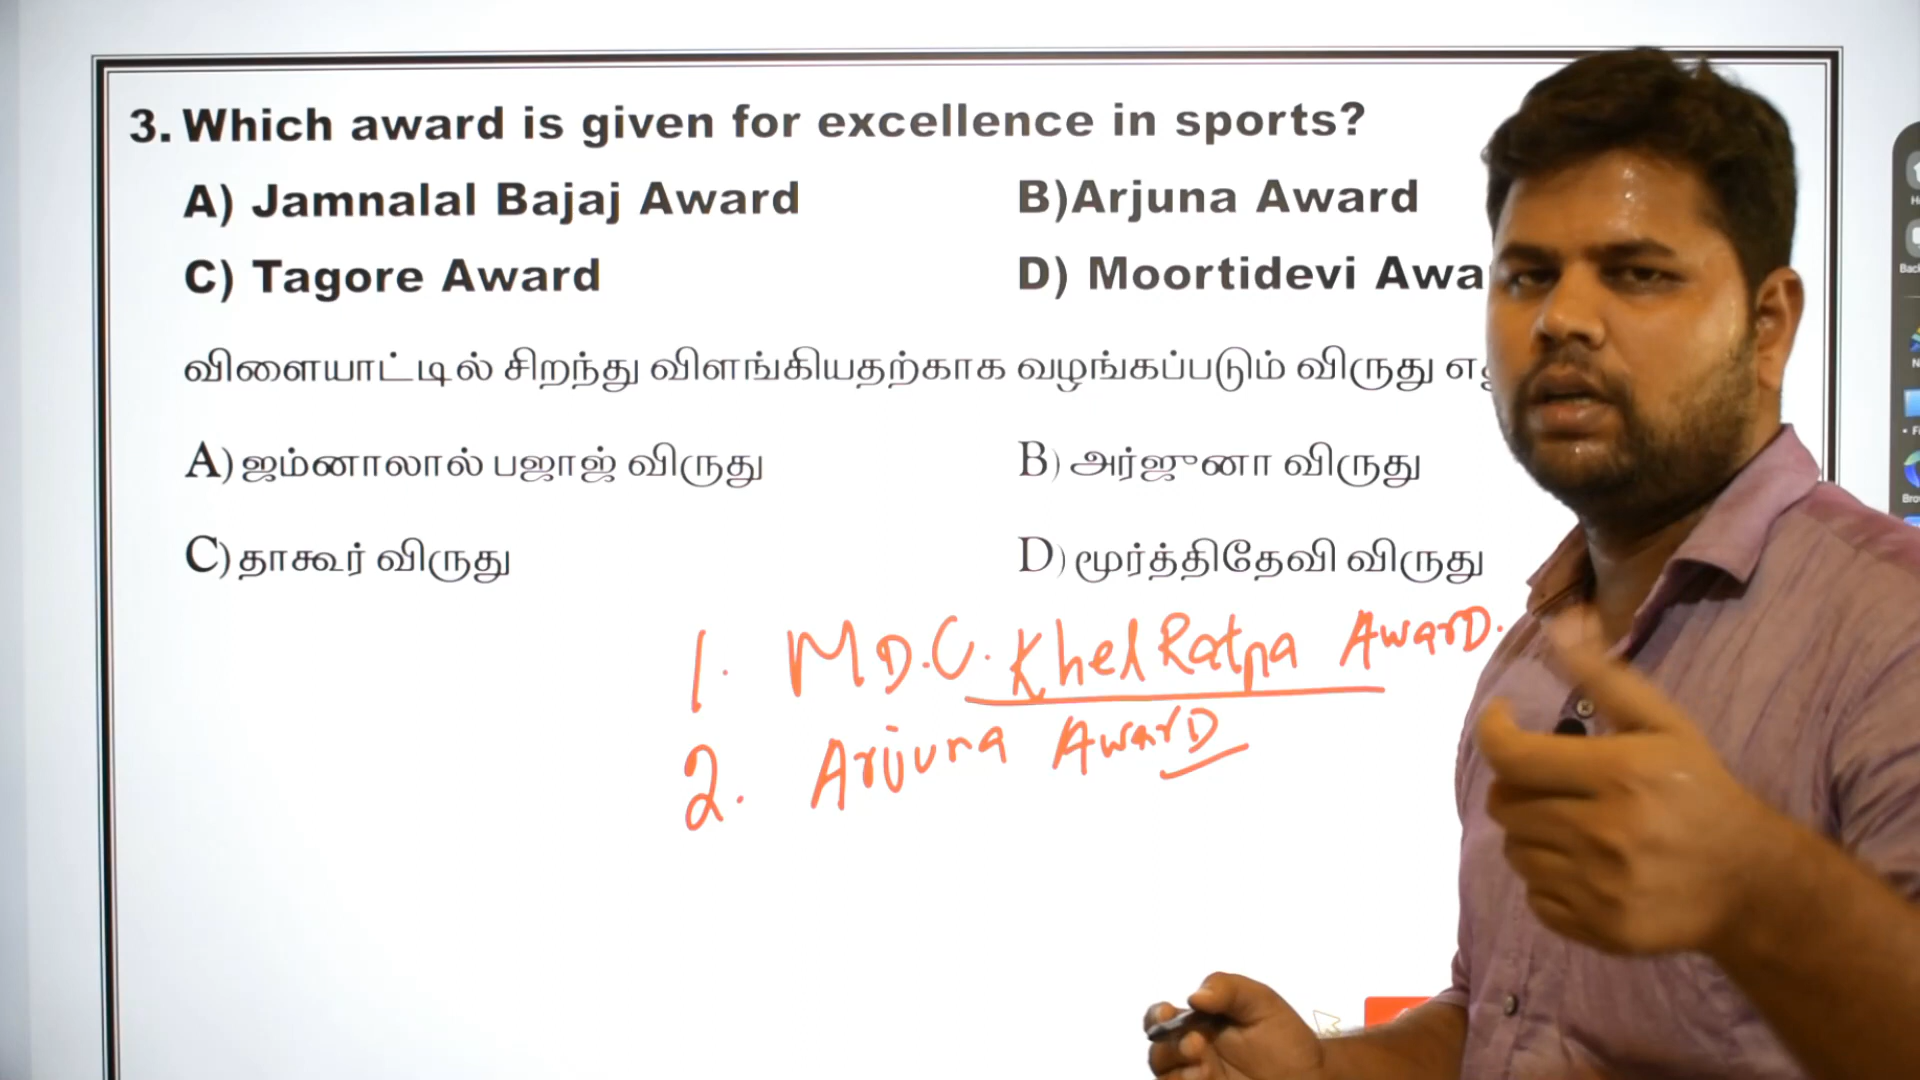 3. Which award is given for excellence in sports?
A) Jamnalal Bajaj Award B)Arjuna Award
C) Tagore Award D) Moortidevi Awa
விளையாட்டில் சிறந்து விளங்கியதற்காக வழங்கப்படும் விருது
A) ஜம்னாலால் பஜாஜ் விருது B) அர்ஜுனா விருது
C) தாகூர் விருது D) மூர்த்திதேவி விருது
1. M.D.C. Khel Ratna Award.
2. Arjuna Award